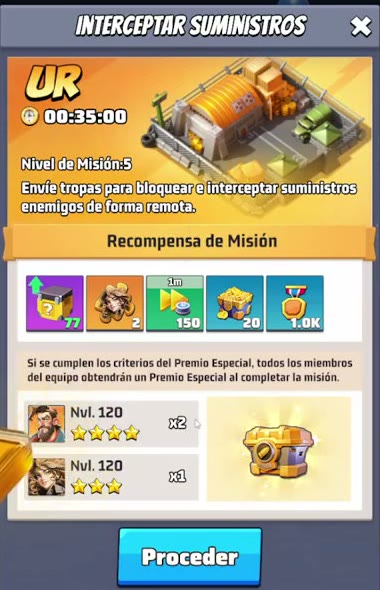 INTERCEPTAR SUMINISTROS
UR
00:35:00
Nivel de Misión:5
Envíe tropas para bloquear e interceptar suministros
enemigos de forma remota.
Recompensa de Misión
1m
?
77
2
150
20
1.0K
Si se cumplen los criterios del Premio Especial, todos los miembros
del equipo obtendrán un Premio Especial al completar la misión.
Nvl. 120
x2
Nvl. 120
x1
Proceder